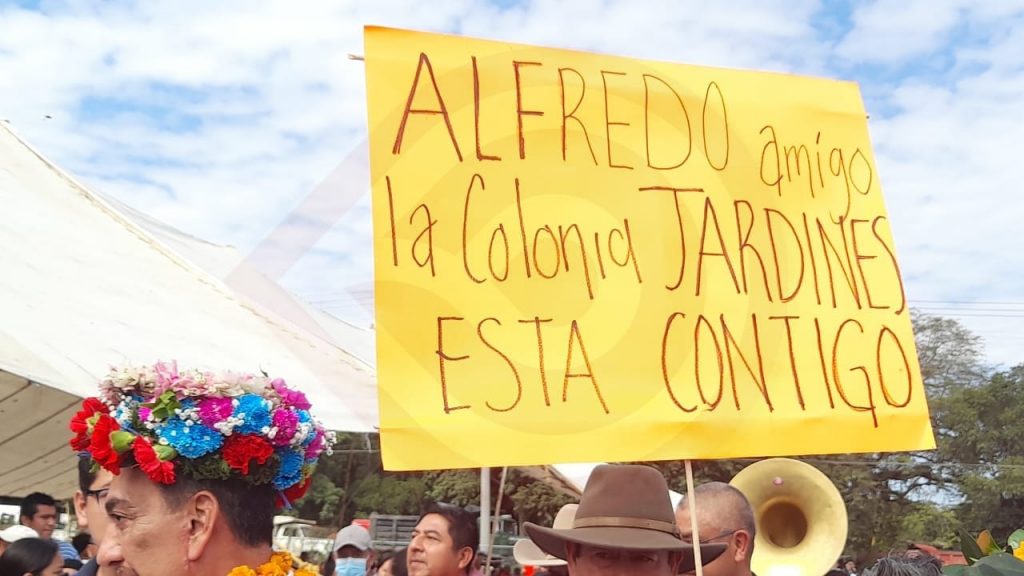 ALFREDO amigo
la Colonia JARDINES
ESTA CONTIGO